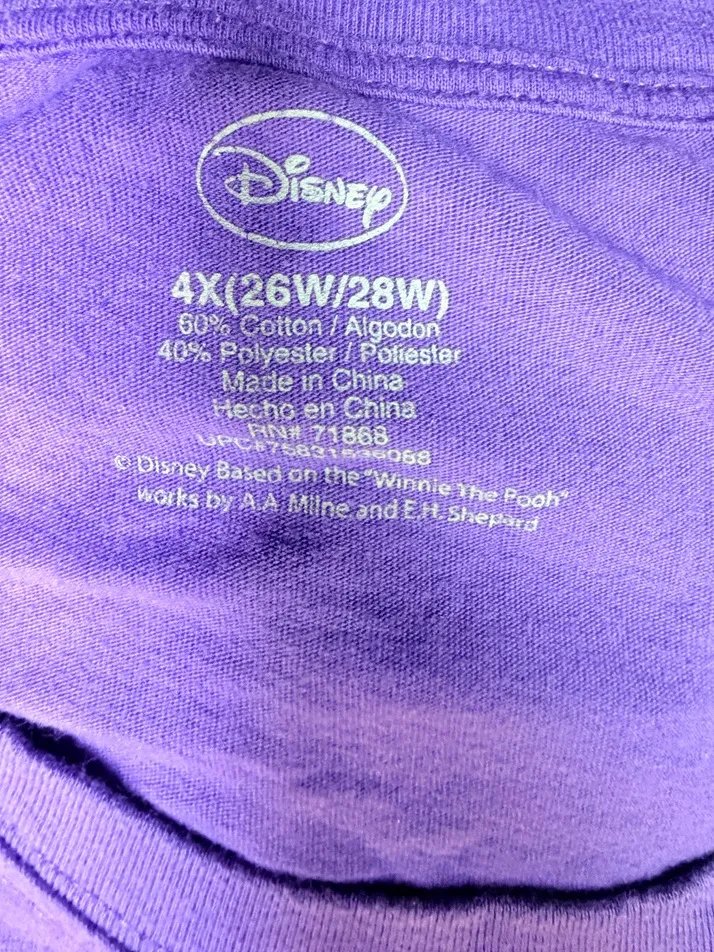 Disney
4X(26W/28W)
60% Cotton / Algodon
40% Polyester / Poliester
Made in China
Hecho en China
RN# 71868
© Disney Based on the "Winnie The Pooh"
works by A.A. Milne and E.H. Shepard